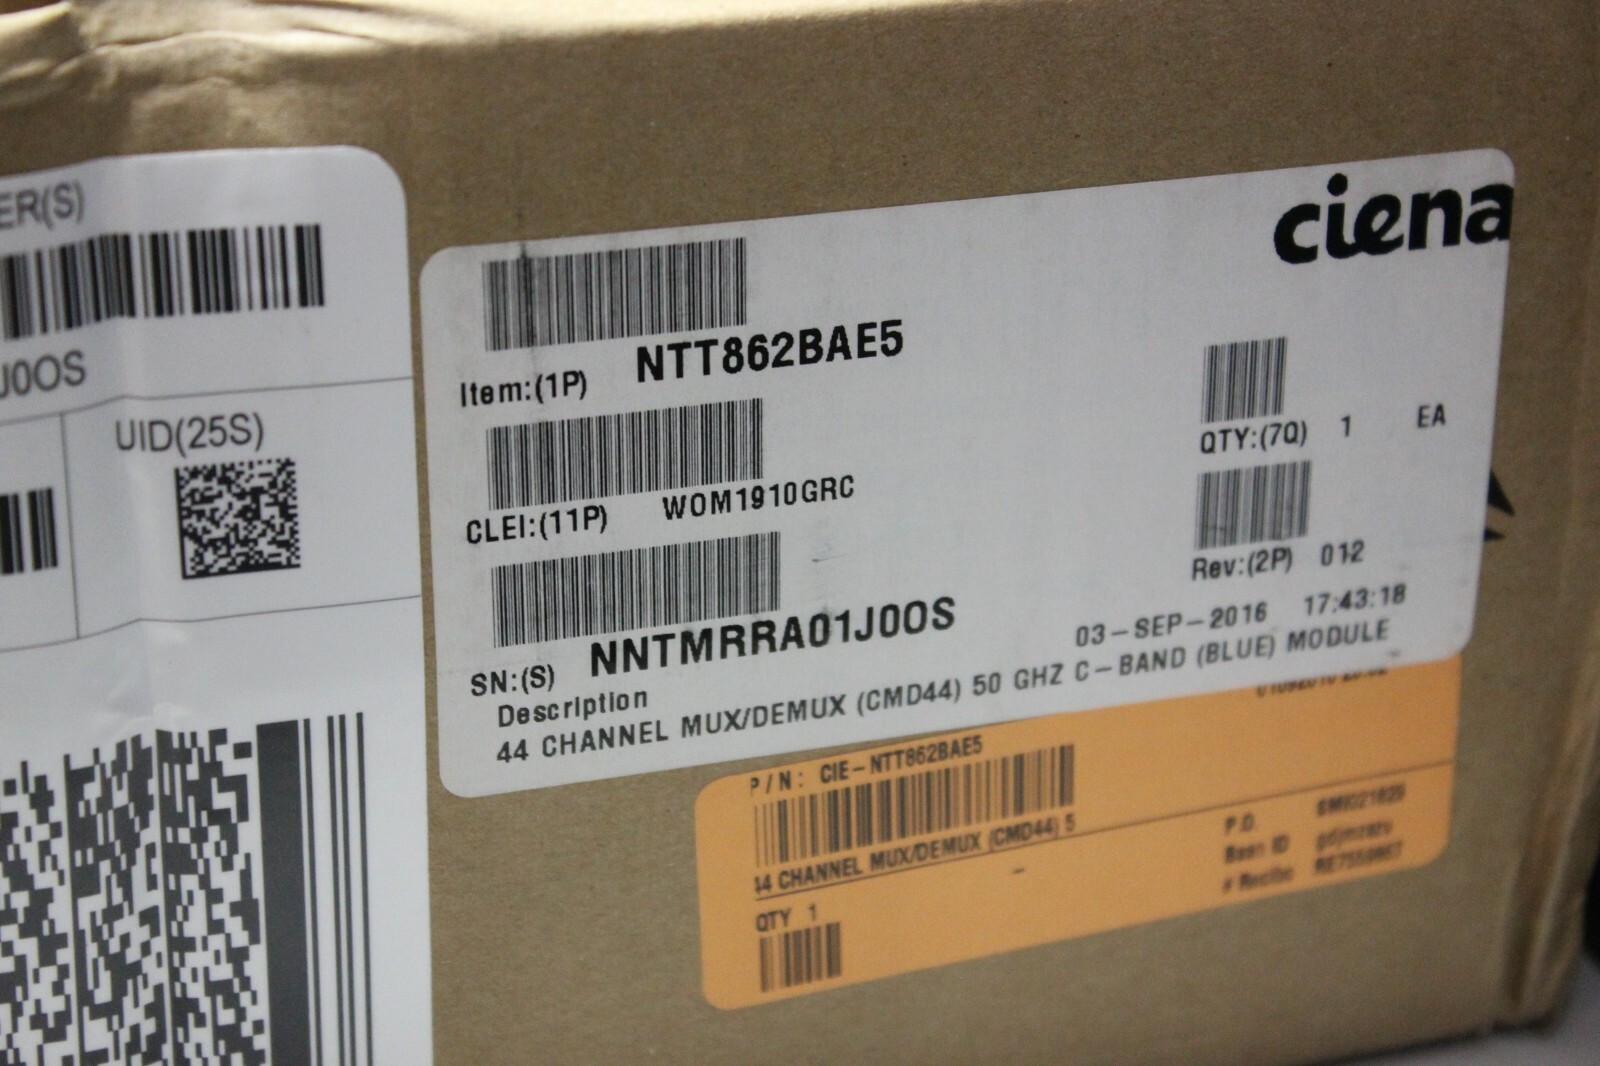 ER(S)
J0OS
UID(25S)
ciena
Item:(1P) NTT862BAE5
CLEI:(11P) WOM1910GRC
SN:(S) NNTMRRA01J0OS
QTY:(7Q) 1 EA
Rev:(2P) 012
03-SEP-2016 17:43:18
Description
44 CHANNEL MUX/DEMUX (CMD44) 50 GHZ C-BAND (BLUE) MODULE
P/N: CIE-NTT862BAE5
44 CHANNEL MUX/DEMUX (CMD44) 5
QTY 1
P.O
ID
# Recibo